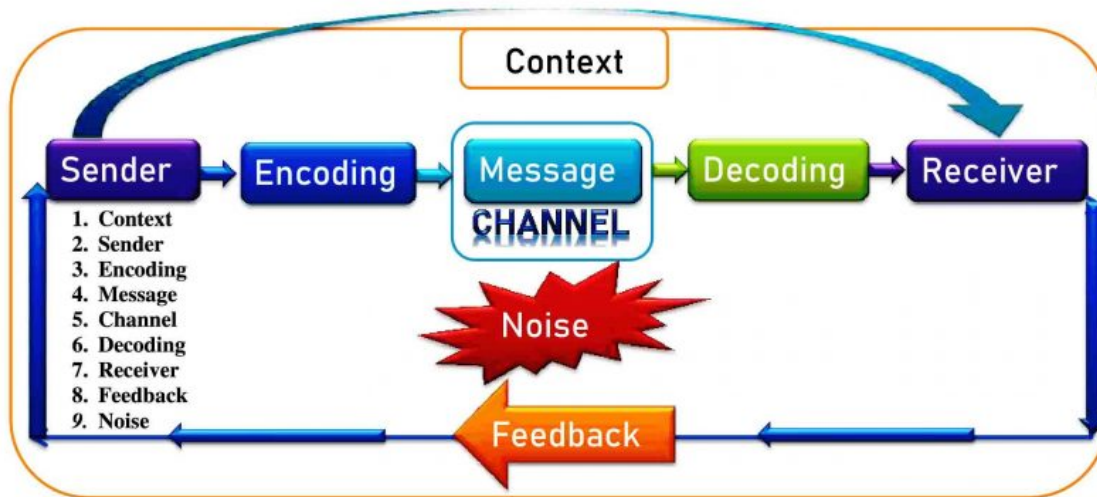 Context
Sender
Encoding
Message
CHANNEL
Decoding
Receiver
1. Context
2. Sender
3. Encoding
4. Message
5. Channel
6. Decoding
7. Receiver
8. Feedback
9. Noise
Noise
Feedback